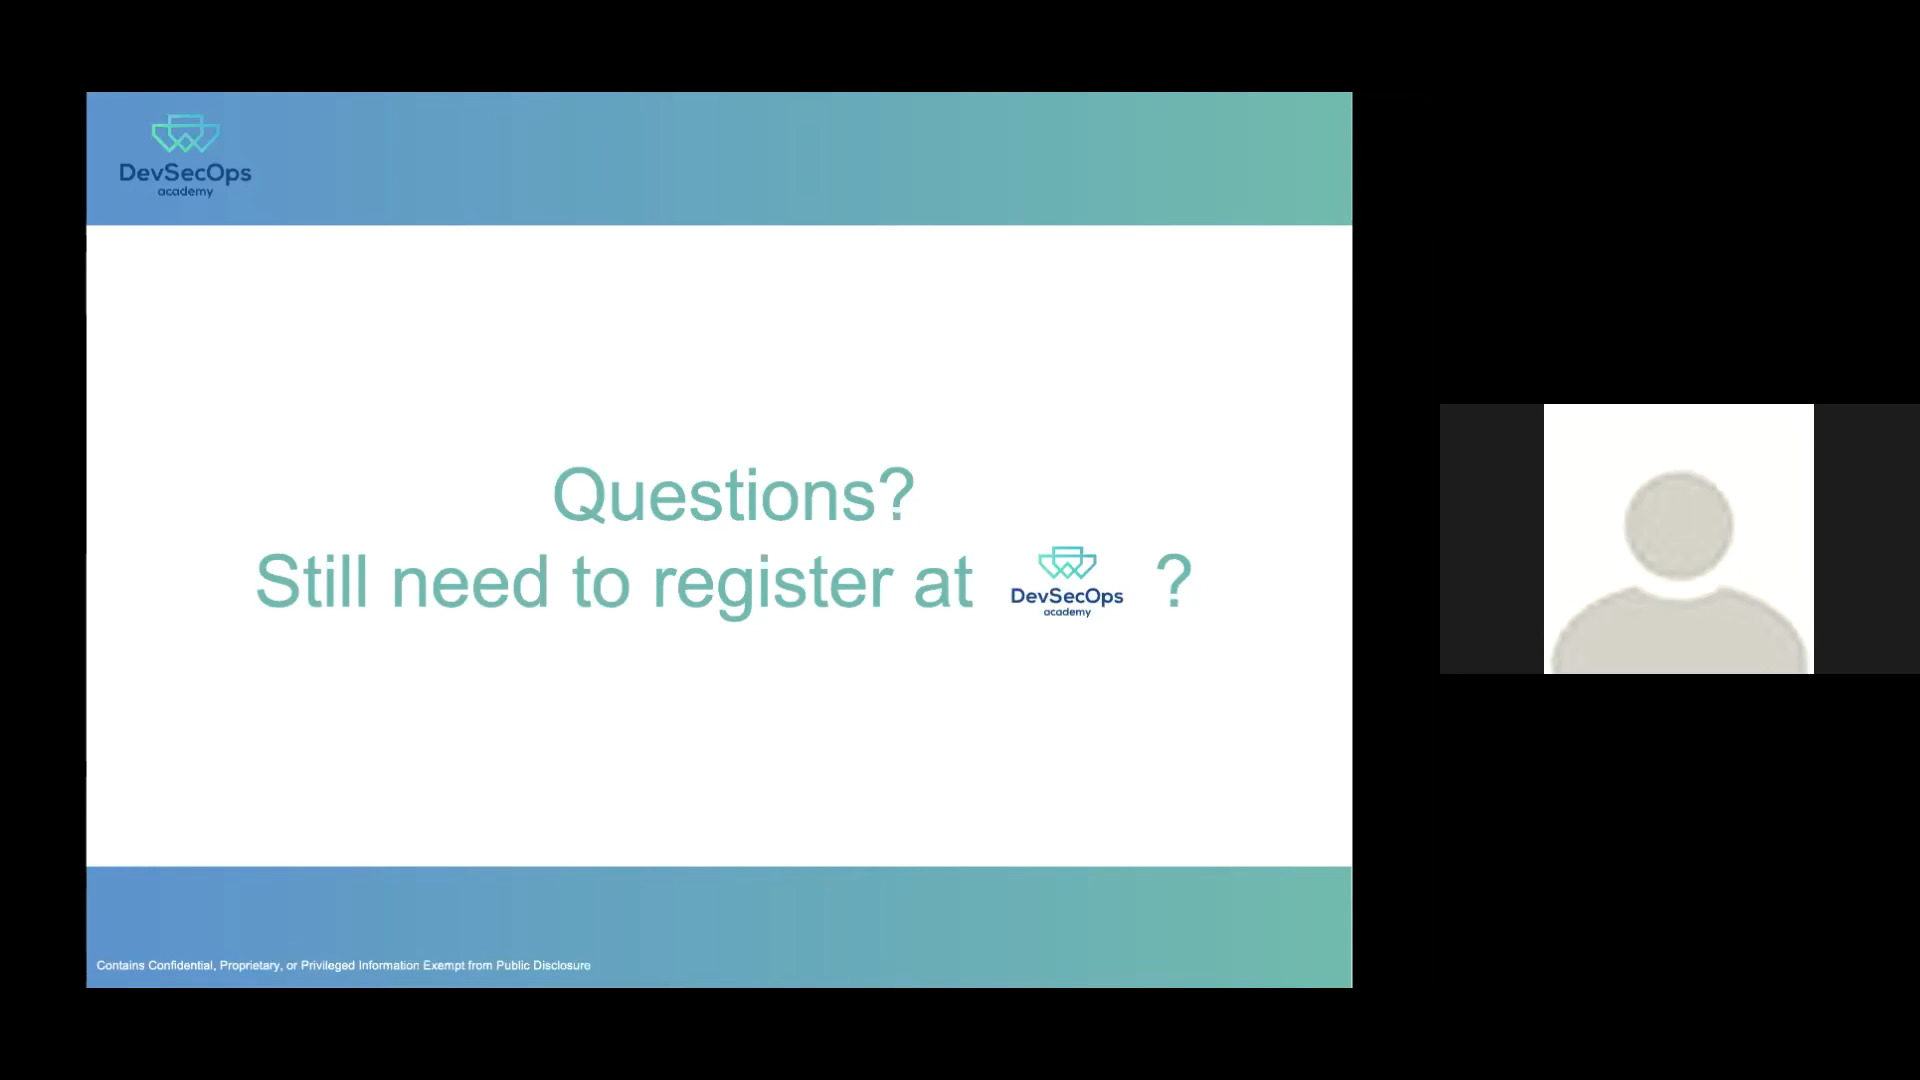 DevSecOps
academy
Questions?
Still need to register at DevSecOps academy ?
Contains Confidential, Proprietary, or Privileged Information Exempt from Public Disclosure